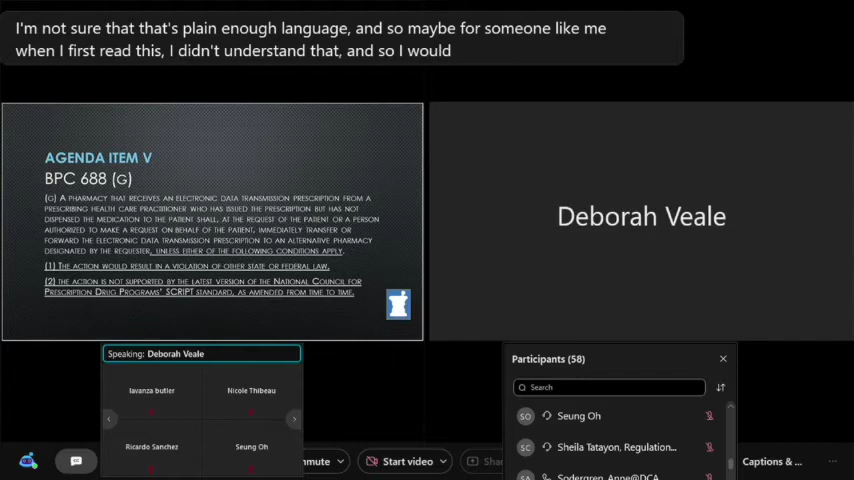 I'm not sure that that's plain enough language, and so maybe for someone like me
when I first read this, I didn't understand that, and so I would
AGENDA ITEM V
BPC 688 (G)
(G) A PHARMACY THAT RECEIVES AN ELECTRONIC DATA TRANSMISSION PRESCRIPTION FROM A
PRESCRIBING HEALTH CARE PRACTITIONER WHO HAS ISSUED THE PRESCRIPTION BUT HAS NOT
DISPENSED THE MEDICATION TO THE PATIENT SHALL, AT THE REQUEST OF THE PATIENT OR A PERSON
AUTHORIZED TO MAKE A REQUEST ON BEHALF OF THE PATIENT, IMMEDIATELY TRANSFER OR
FORWARD THE ELECTRONIC DATA TRANSMISSION PRESCRIPTION TO AN ALTERNATIVE PHARMACY
DESIGNATED BY THE REQUESTER, UNLESS EITHER OF THE FOLLOWING CONDITIONS APPLY.
(1) THE ACTION WOULD RESULT IN A VIOLATION OF OTHER STATE OR FEDERAL LAW.
(2) THE ACTION IS NOT SUPPORTED BY THE LATEST VERSION OF THE NATIONAL COUNCIL FOR
PRESCRIPTION DRUG PROGRAMS' SCRIPT STANDARD, AS AMENDED FROM TIME TO TIME.
Deborah Veale
Speaking: Deborah Veale
lavanza butler
Nicole Thibeau
Ricardo Sanchez
Seung Oh
Participants (58)
Search
SO Seung Oh
SC Sheila Tatayon, Regulation...
SA Sodergren, Anne@DCA
mute
Start video
Shar
Captions & ...